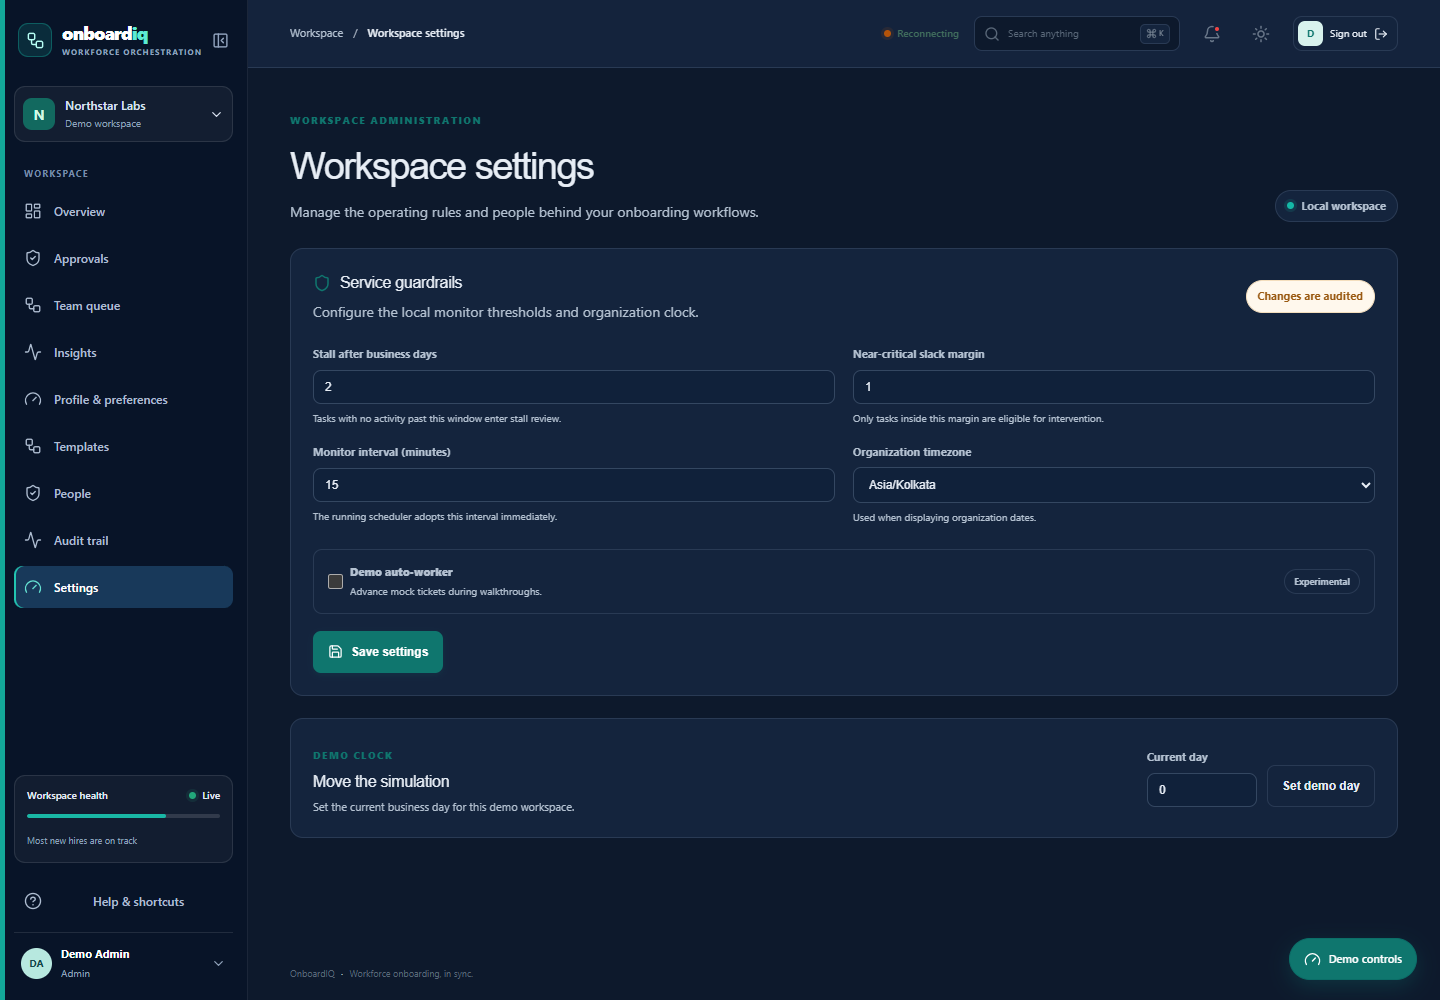 onboardiq
WORKFORCE ORCHESTRATION
N
Northstar Labs
Demo workspace
WORKSPACE
Overview
Approvals
Team queue
Insights
Profile & preferences
Templates
People
Audit trail
Settings
Workspace health
Live
Most new hires are on track
Help & shortcuts
DA
Demo Admin
Admin
Workspace / Workspace settings
Reconnecting
Search anything
⌘ K
D
Sign out
WORKSPACE ADMINISTRATION
Workspace settings
Manage the operating rules and people behind your onboarding workflows.
Local workspace
Service guardrails
Configure the local monitor thresholds and organization clock.
Changes are audited
Stall after business days
2
Tasks with no activity past this window enter stall review.
Near-critical slack margin
1
Only tasks inside this margin are eligible for intervention.
Monitor interval (minutes)
15
The running scheduler adopts this interval immediately.
Organization timezone
Asia/Kolkata
Used when displaying organization dates.
Demo auto-worker
Advance mock tickets during walkthroughs.
Experimental
Save settings
DEMO CLOCK
Move the simulation
Set the current business day for this demo workspace.
Current day
0
Set demo day
OnboardIQ · Workforce onboarding, in sync.
Demo controls